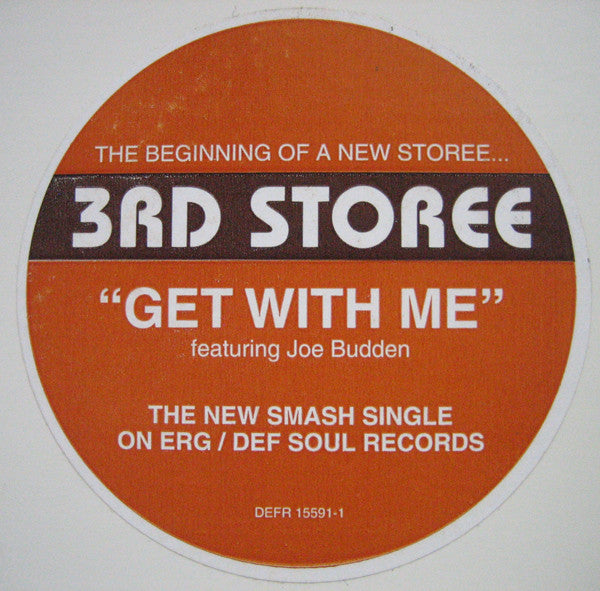 THE BEGINNING OF A NEW STOREE...
3RD STOREE
“GET WITH ME”
featuring Joe Budden
THE NEW SMASH SINGLE
ON ERG / DEF SOUL RECORDS
DEFR 15591-1